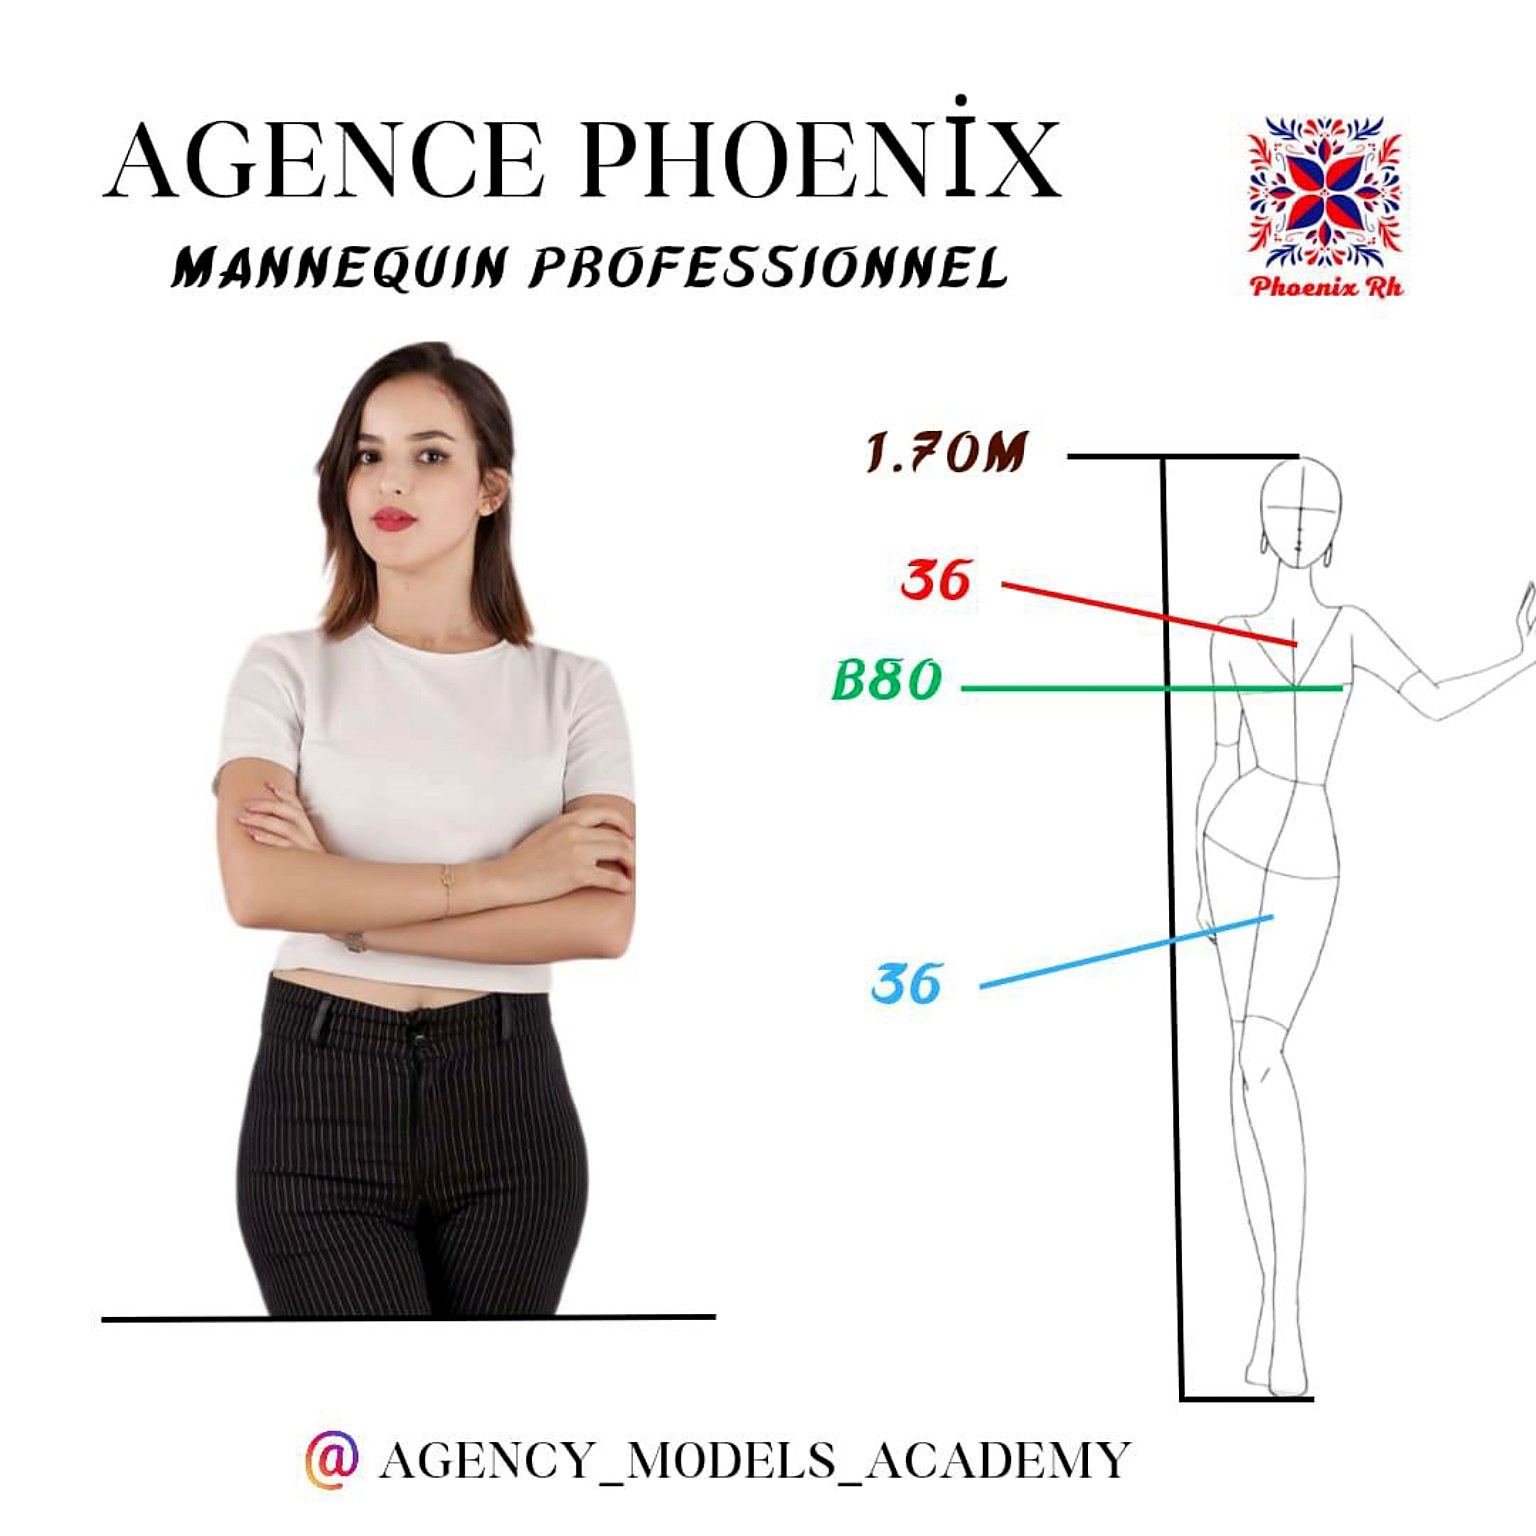 AGENCE PHOENİX
MANNEQUIN PROFESSIONNEL
Phoenix Rh
1.70M
36
B80
36
@ AGENCY_MODELS_ACADEMY